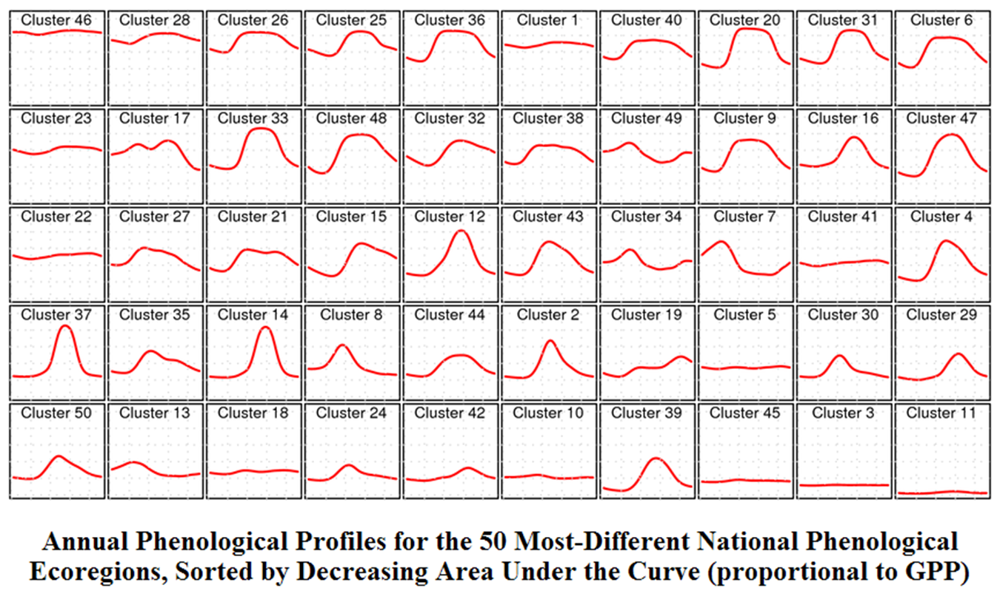 Cluster 46 Cluster 28 Cluster 26 Cluster 25 Cluster 36 Cluster 1 Cluster 40 Cluster 20 Cluster 31 Cluster 6
Cluster 23 Cluster 17 Cluster 33 Cluster 48 Cluster 32 Cluster 38 Cluster 49 Cluster 9 Cluster 16 Cluster 47
Cluster 22 Cluster 27 Cluster 21 Cluster 15 Cluster 12 Cluster 43 Cluster 34 Cluster 7 Cluster 41 Cluster 4
Cluster 37 Cluster 35 Cluster 14 Cluster 8 Cluster 44 Cluster 2 Cluster 19 Cluster 5 Cluster 30 Cluster 29
Cluster 50 Cluster 13 Cluster 18 Cluster 24 Cluster 42 Cluster 10 Cluster 39 Cluster 45 Cluster 3 Cluster 11
Annual Phenological Profiles for the 50 Most-Different National Phenological
Ecoregions, Sorted by Decreasing Area Under the Curve (proportional to GPP)